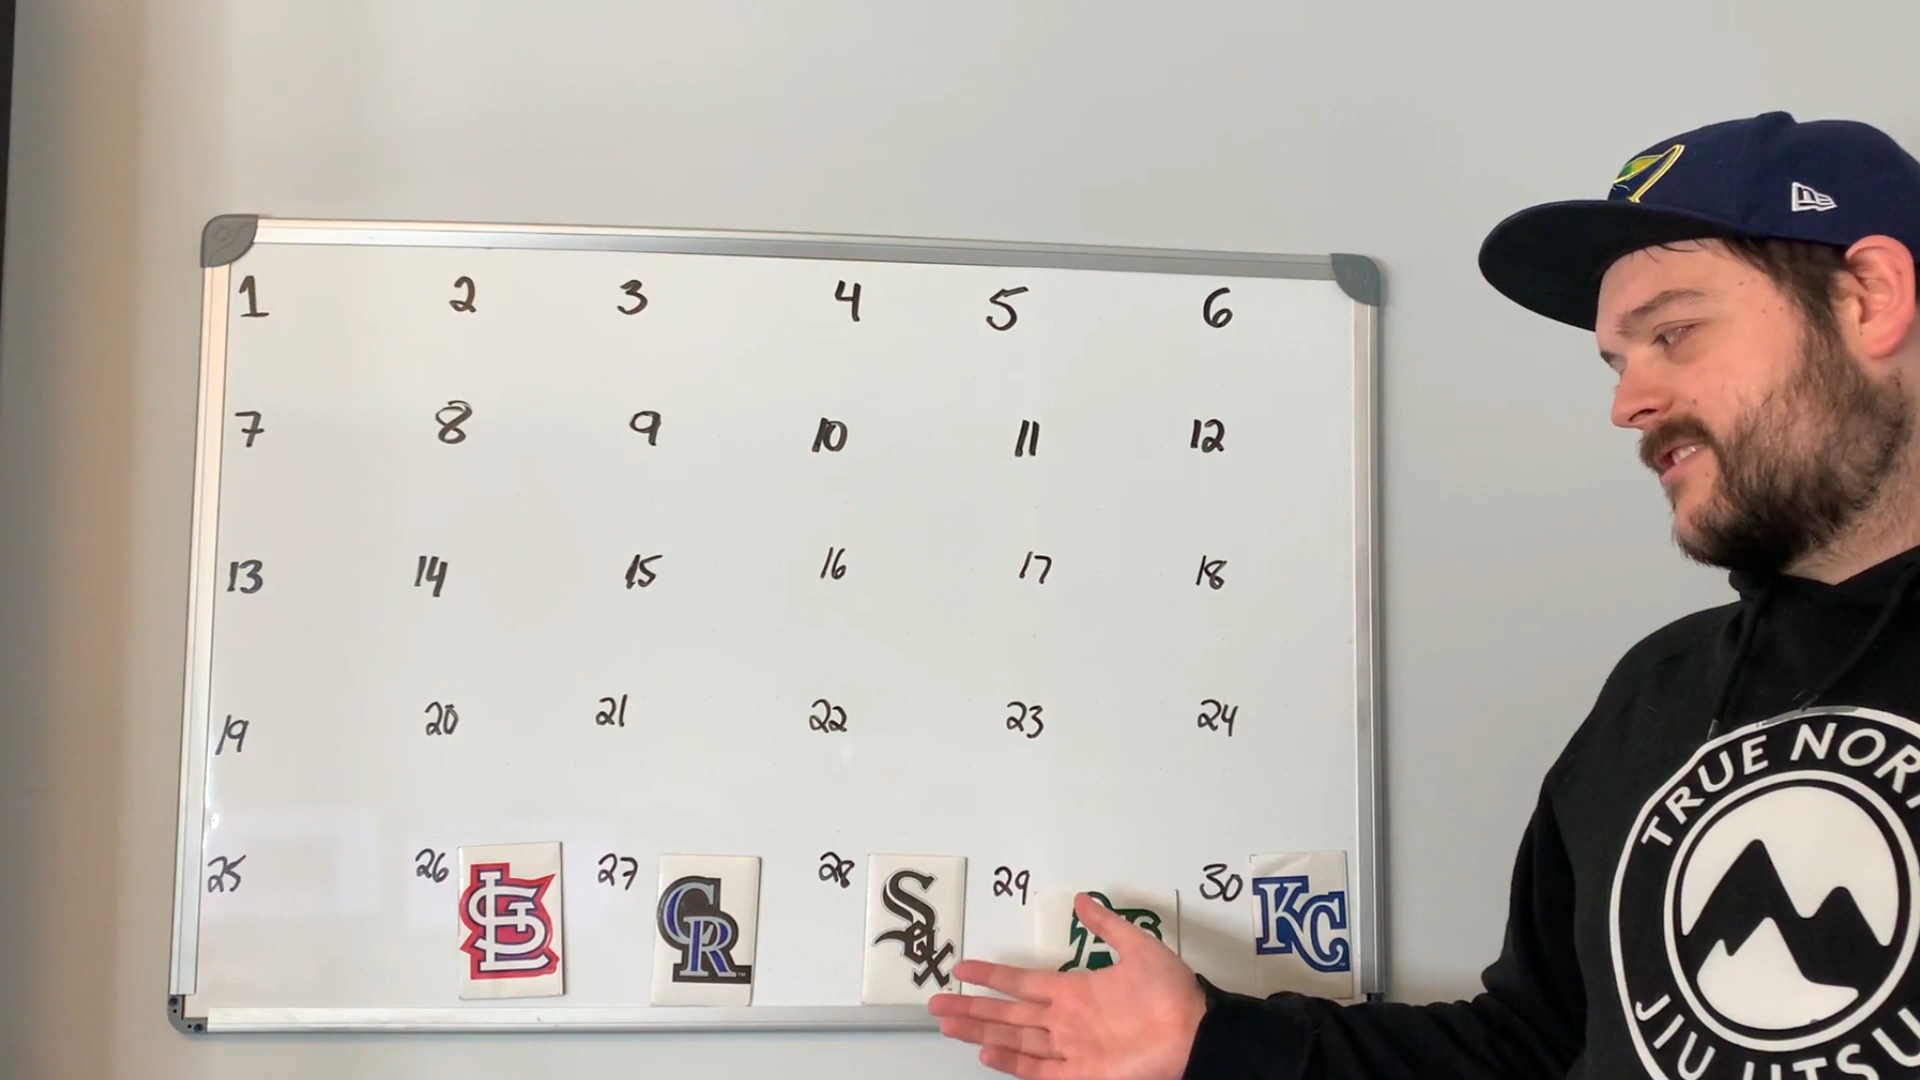 1 2 3 4 5 6
7 8 9 10 11 12
13 14 15 16 17 18
19 20 21 22 23 24
25 26 STL 27 CR 28 Sox 29 A's 30 KC
TRUE NOR
JIU JITSU